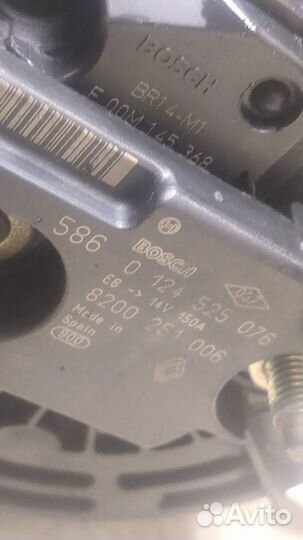 BOSCH
BR14-M1
F 00M 145 368
586
BOSCH
0 124 525 076
E8 -> 14V 150A
8200 251 006
Made in
Spain
Avito